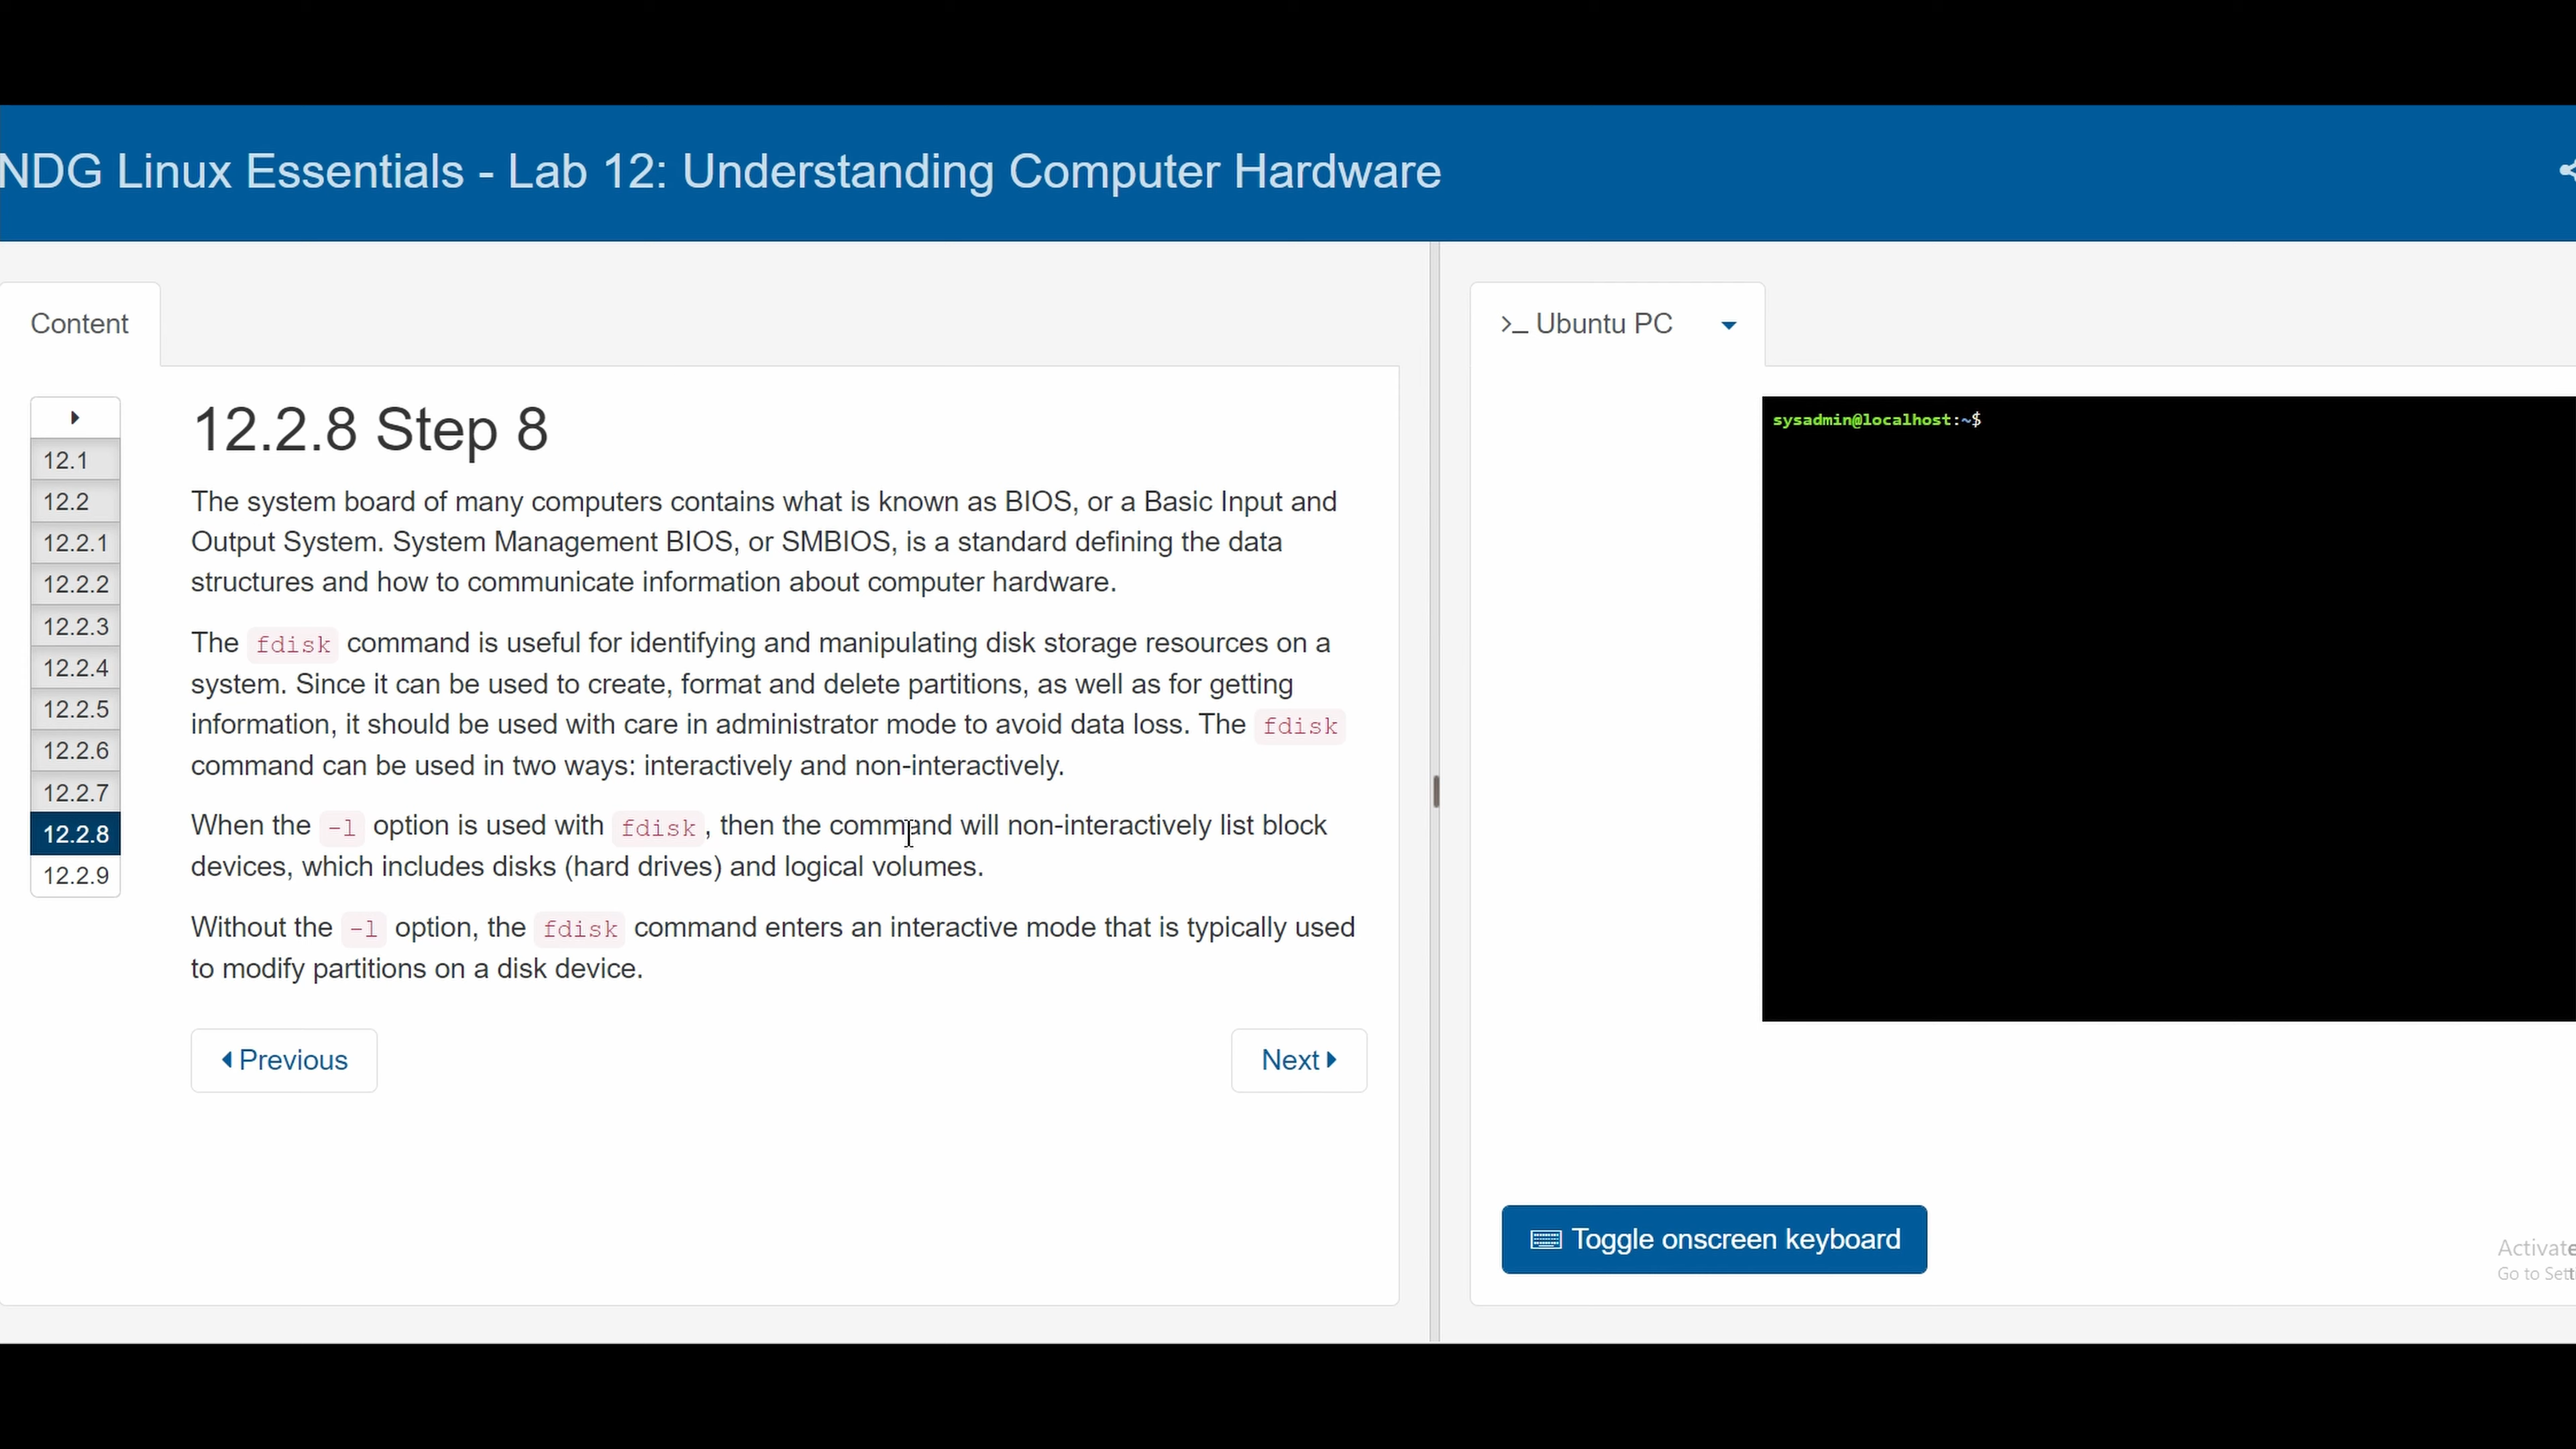 NDG Linux Essentials - Lab 12: Understanding Computer Hardware
Content
12.1
12.2
12.2.1
12.2.2
12.2.3
12.2.4
12.2.5
12.2.6
12.2.7
12.2.8
12.2.9
12.2.8 Step 8
The system board of many computers contains what is known as BIOS, or a Basic Input and
Output System. System Management BIOS, or SMBIOS, is a standard defining the data
structures and how to communicate information about computer hardware.
The fdisk command is useful for identifying and manipulating disk storage resources on a
system. Since it can be used to create, format and delete partitions, as well as for getting
information, it should be used with care in administrator mode to avoid data loss. The fdisk
command can be used in two ways: interactively and non-interactively.
When the -l option is used with fdisk, then the command will non-interactively list block
devices, which includes disks (hard drives) and logical volumes.
Without the -l option, the fdisk command enters an interactive mode that is typically used
to modify partitions on a disk device.
Previous
Next
>_ Ubuntu PC
sysadmin@localhost:~$
Toggle onscreen keyboard
Activate
Go to Sett